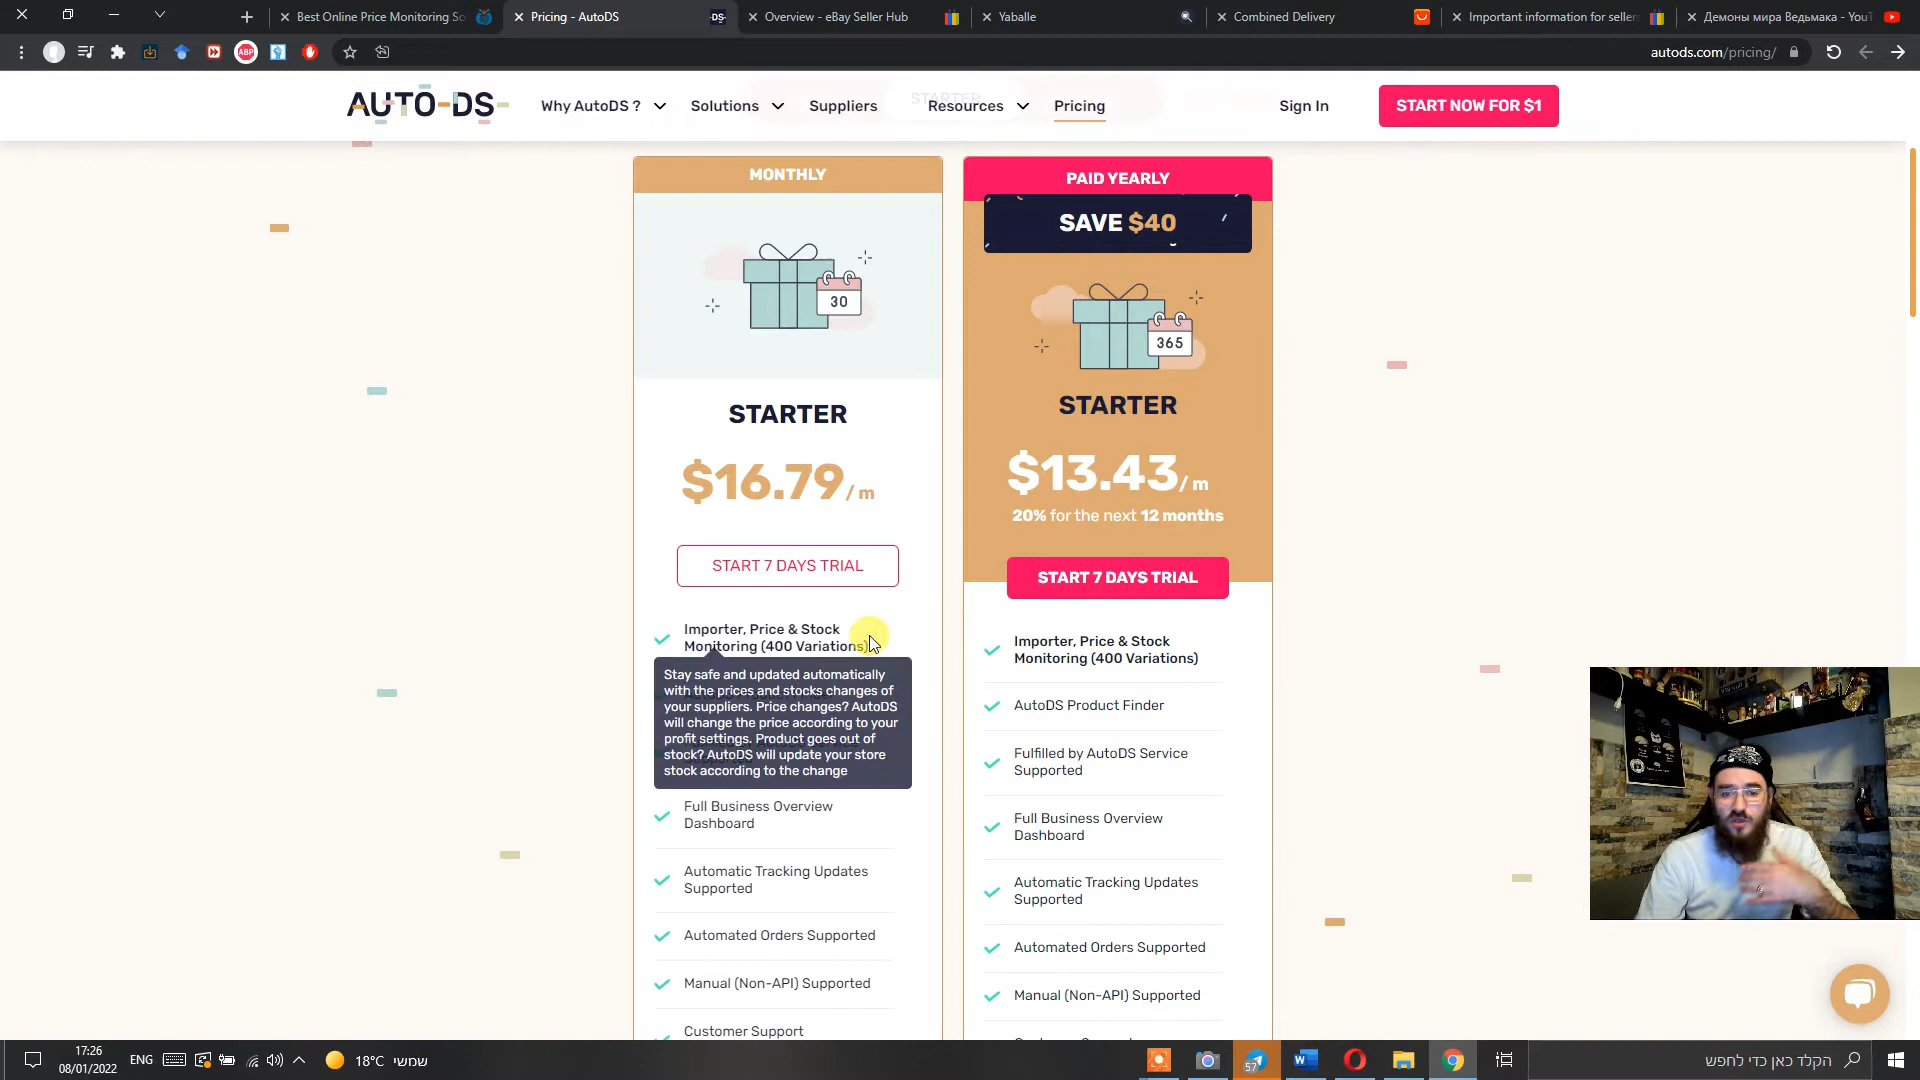 Best Online Price Monitoring So
Pricing - AutoDS
-DS-
Overview - eBay Seller Hub
Yaballe
Combined Delivery
Important information for seller
Демоны мира Ведьмака - YouT
ABP
autods.com/pricing/
AUTO-DS
Why AutoDS ?
Solutions
Suppliers
Resources
Pricing
Sign In
START NOW FOR $1
STARTER
MONTHLY
30
STARTER
$16.79/ m
START 7 DAYS TRIAL
Importer, Price & Stock
Monitoring (400 Variations)
Stay safe and updated automatically
with the prices and stocks changes of
your suppliers. Price changes? AutoDS
will change the price according to your
profit settings. Product goes out of
stock? AutoDS will update your store
stock according to the change
Full Business Overview
Dashboard
Automatic Tracking Updates
Supported
Automated Orders Supported
Manual (Non-API) Supported
Customer Support
PAID YEARLY
SAVE $40
365
STARTER
$13.43/ m
20% for the next 12 months
START 7 DAYS TRIAL
Importer, Price & Stock
Monitoring (400 Variations)
AutoDS Product Finder
Fulfilled by AutoDS Service
Supported
Full Business Overview
Dashboard
Automatic Tracking Updates
Supported
Automated Orders Supported
Manual (Non-API) Supported
17:26
08/01/2022
ENG
18°C שמשי
57
הקלד כאן כדי לחפש